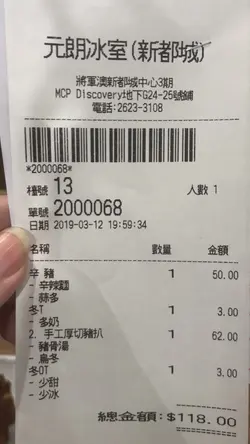 元朗冰室(新都城)
將軍澳新都城中心3期
MCP Discovery地下G24-25號舖
電話:2623-3108
*2000068*
檯號 13 人數 1
單號 2000068
日期 2019-03-12 19:59:34
名稱 數量 金額
辛 豬 1 50.00
- 辛辣麵
- 蒜多
冬T 1 3.00
- 多奶
2. 手工厚切豬扒 1 62.00
- 豬骨湯
- 烏冬
冬OT 1 3.00
- 少甜
- 少冰
總金額:$118.00